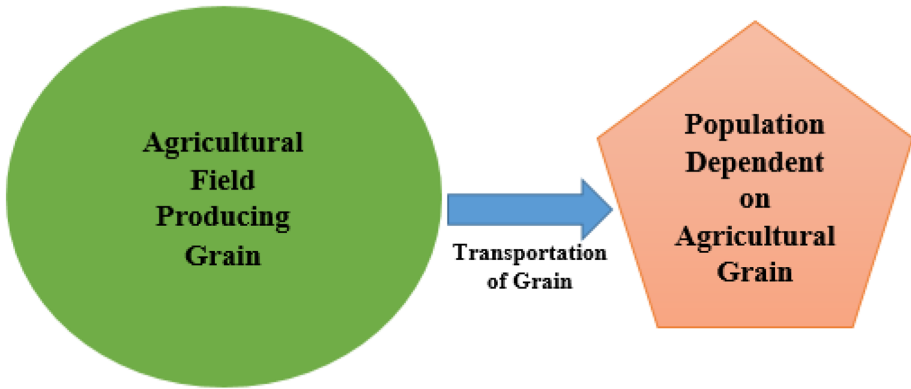 Agricultural
Field
Producing
Grain
Transportation
of Grain
Population
Dependent
on
Agricultural
Grain